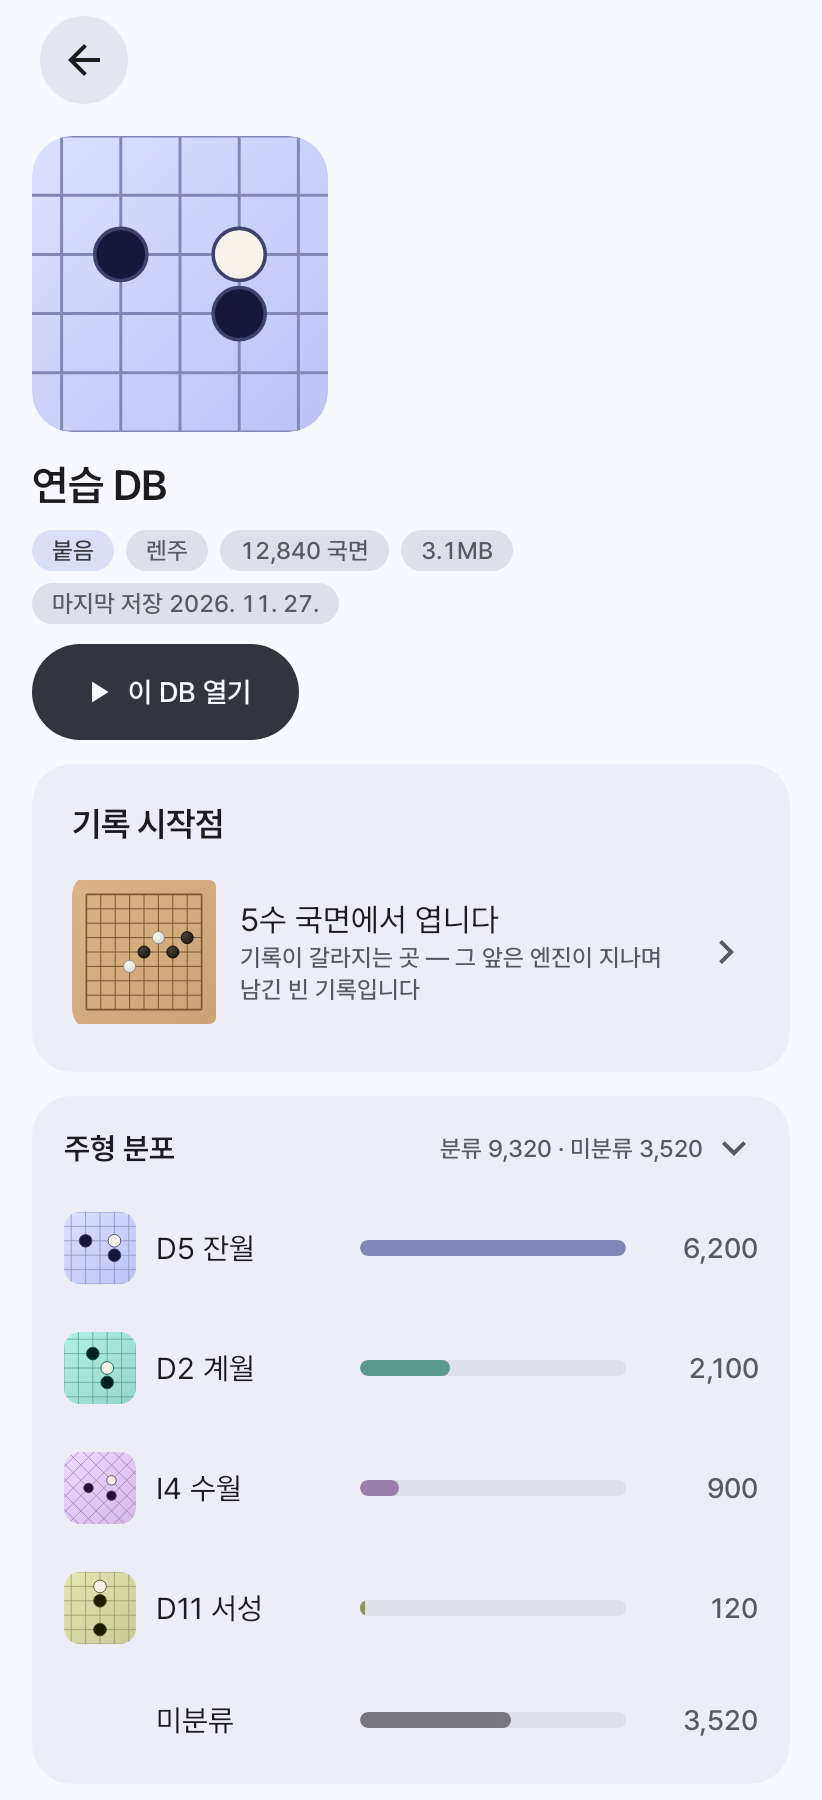 연습 DB
붙음 렌주 12,840 국면 3.1MB
마지막 저장 2026. 11. 27.
이 DB 열기
기록 시작점
5수 국면에서 엽니다
기록이 갈라지는 곳 — 그 앞은 엔진이 지나며
남긴 빈 기록입니다
주형 분포 분류 9,320 · 미분류 3,520
D5 잔월 6,200
D2 계월 2,100
I4 수월 900
D11 서성 120
미분류 3,520